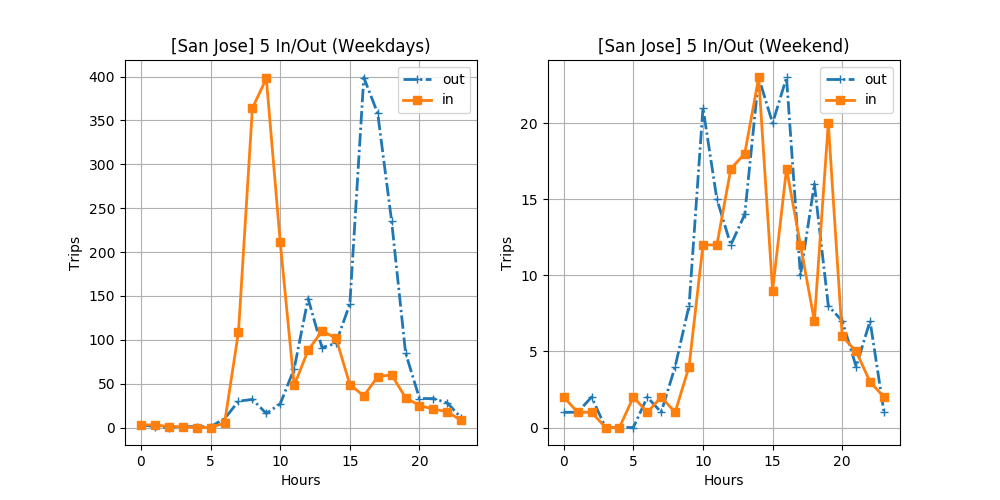 [San Jose] 5 In/Out (Weekdays)
400
350
300
250
200
150
100
50
0
Trips
0 5 10 15 20
Hours
out
in
[San Jose] 5 In/Out (Weekend)
20
15
10
5
0
Trips
0 5 10 15 20
Hours
out
in